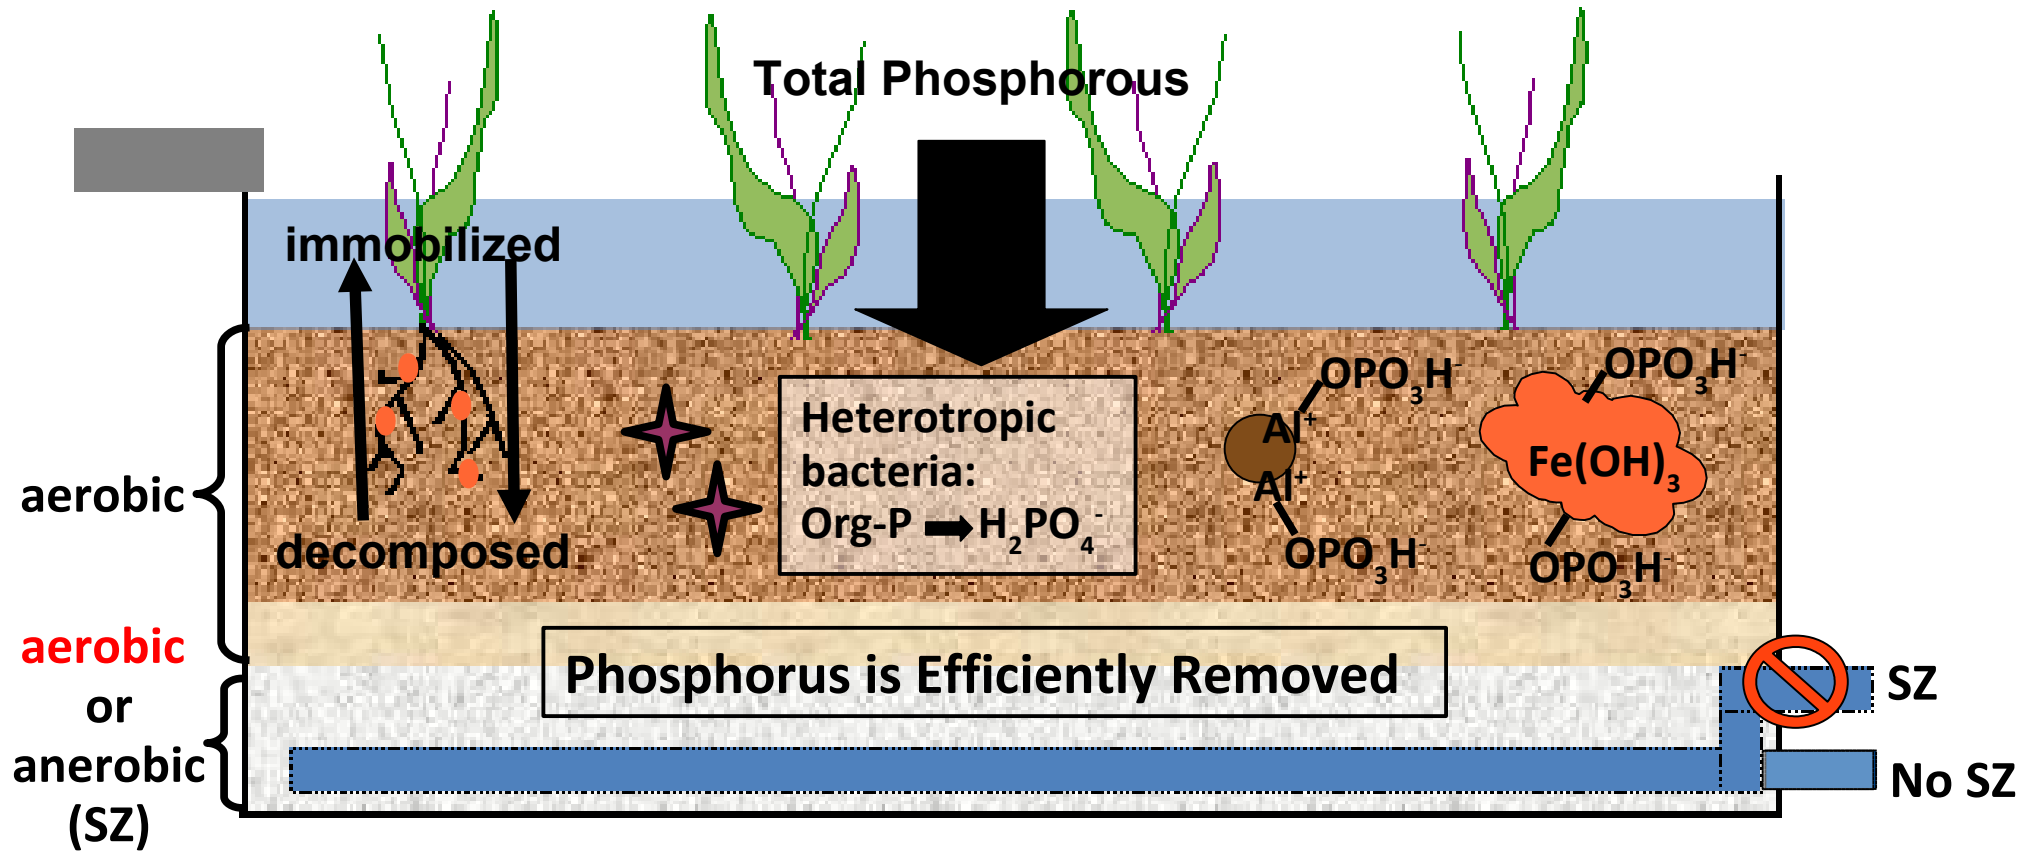 Total Phosphorous
immobilized
decomposed
Heterotropic
bacteria:
Org-P H₂PO₄⁻
OPO₃H⁻
Al⁺
Al⁺
OPO₃H⁻
OPO₃H⁻
Fe(OH)₃
OPO₃H⁻
aerobic
aerobic
or
anerobic
(SZ)
Phosphorus is Efficiently Removed
SZ
No SZ